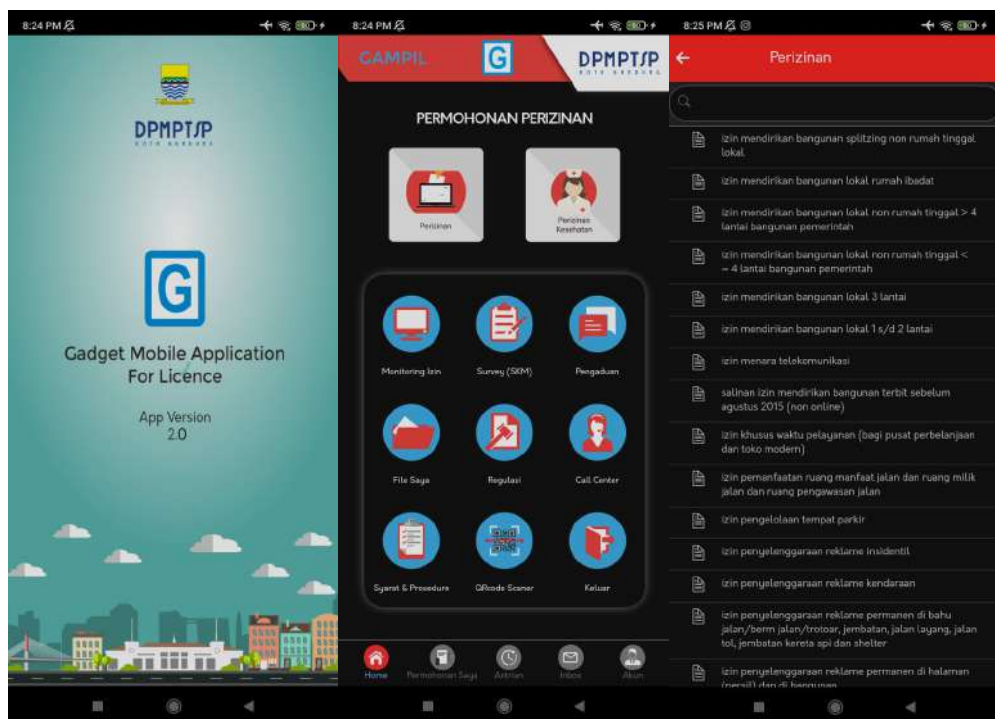 8:24 PM
DPMPTSP
KOTA BANDUNG
G
Gadget Mobile Application
For Licence
App Version
2.0
8:24 PM
GAMPIL
G
DPMPTSP
KOTA BANDUNG
PERMOHONAN PERIZINAN
Perizinan
Perizinan
Kesehatan
Monitoring Izin
Survey (SKM)
Pengaduan
File Saya
Regulasi
Call Center
Syarat & Prosedure
QRcode Scaner
Keluar
Home
Permohonan Saya
Antrian
Inbox
Akun
8:25 PM
Perizinan
izin mendirikan bangunan splitzing non rumah tinggal
lokal
izin mendirikan bangunan lokal rumah ibadat
izin mendirikan bangunan lokal non rumah tinggal > 4
lantai bangunan pemerintah
izin mendirikan bangunan lokal non rumah tinggal <
= 4 lantai bangunan pemerintah
izin mendirikan bangunan lokal 3 lantai
izin mendirikan bangunan lokal 1 s/d 2 lantai
izin menara telekomunikasi
salinan izin mendirikan bangunan terbit sebelum
agustus 2015 (non online)
izin khusus waktu pelayanan (bagi pusat perbelanjaan
dan toko modern)
izin pemanfaatan ruang manfaat jalan dan ruang milik
jalan dan ruang pengawasan jalan
izin pengelolaan tempat parkir
izin penyelenggaraan reklame insidentil
izin penyelenggaraan reklame kendaraan
izin penyelenggaraan reklame permanen di bahu
jalan/berm jalan/trotoar, jembatan, jalan layang, jalan
tol, jembatan kereta api dan shelter
izin penyelenggaraan reklame permanen di halaman
(persil) dan di bangunan